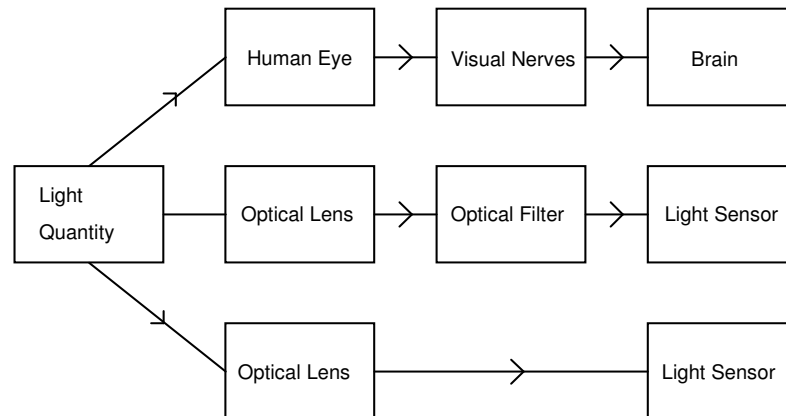 Human Eye
Visual Nerves
Brain
Light
Quantity
Optical Lens
Optical Filter
Light Sensor
Optical Lens
Light Sensor